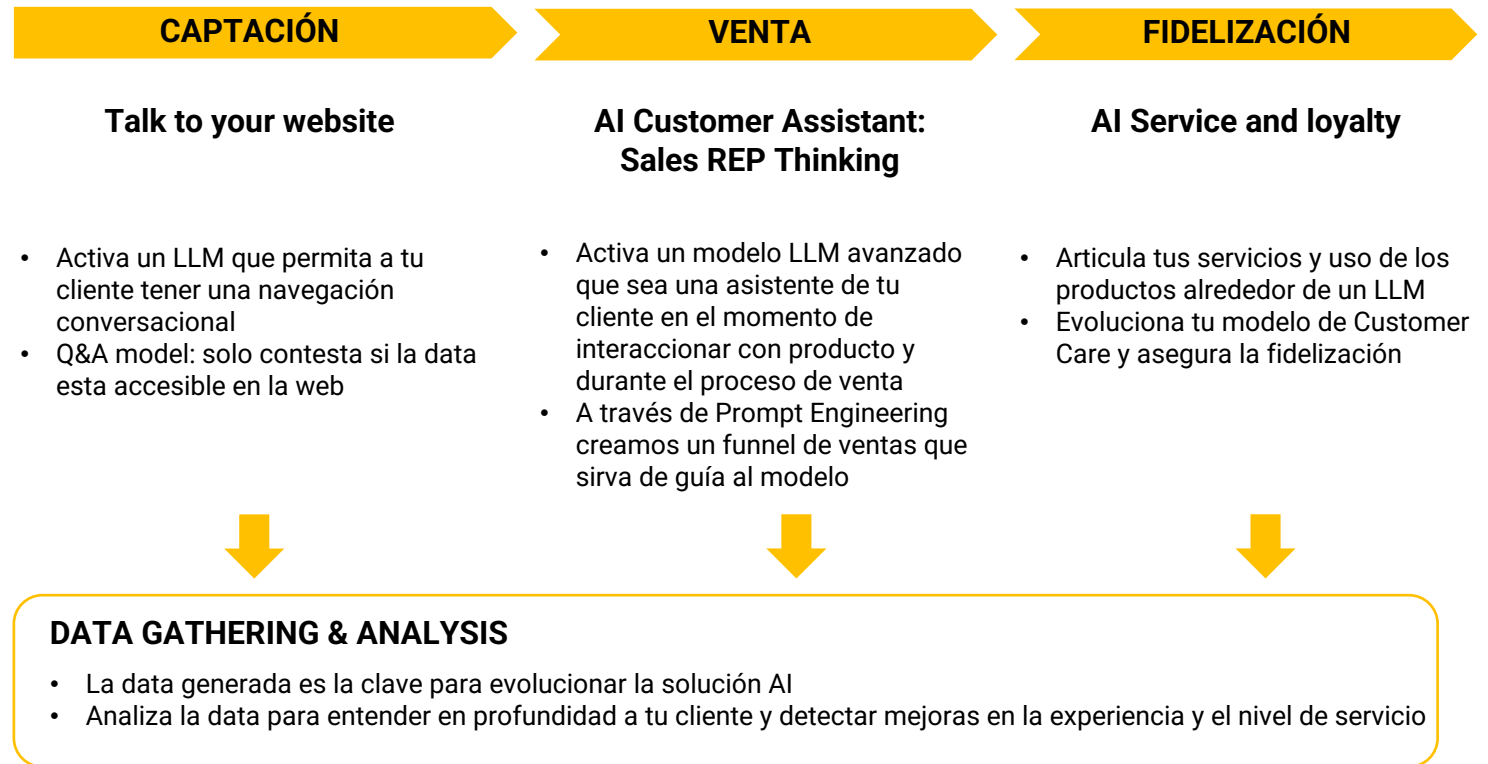 CAPTACIÓN
VENTA
FIDELIZACIÓN
Talk to your website
AI Customer Assistant:
Sales REP Thinking
AI Service and loyalty
• Activa un LLM que permita a tu
cliente tener una navegación
conversacional
• Q&A model: solo contesta si la data
esta accesible en la web
• Activa un modelo LLM avanzado
que sea una asistente de tu
cliente en el momento de
interaccionar con producto y
durante el proceso de venta
• A través de Prompt Engineering
creamos un funnel de ventas que
sirva de guía al modelo
• Articula tus servicios y uso de los
productos alrededor de un LLM
• Evoluciona tu modelo de Customer
Care y asegura la fidelización
DATA GATHERING & ANALYSIS
• La data generada es la clave para evolucionar la solución AI
• Analiza la data para entender en profundidad a tu cliente y detectar mejoras en la experiencia y el nivel de servicio